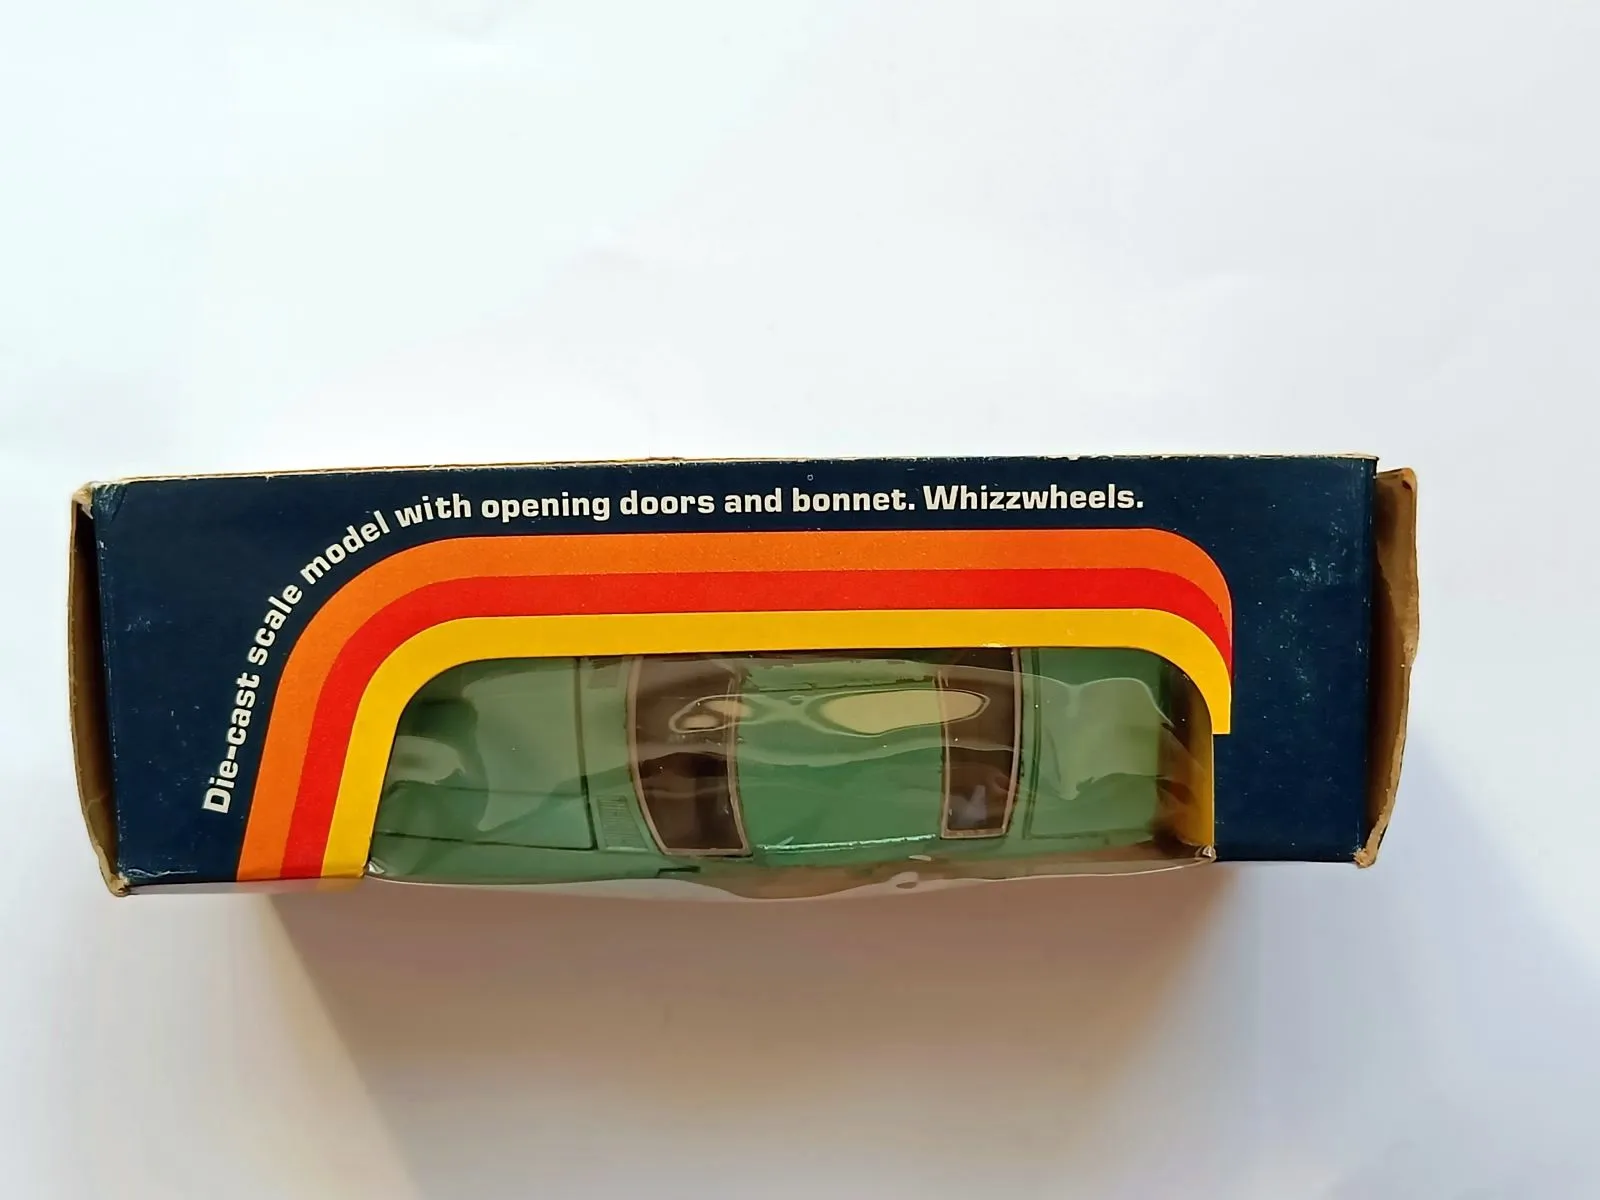 Die-cast scale model with opening doors and bonnet. Whizzwheels.